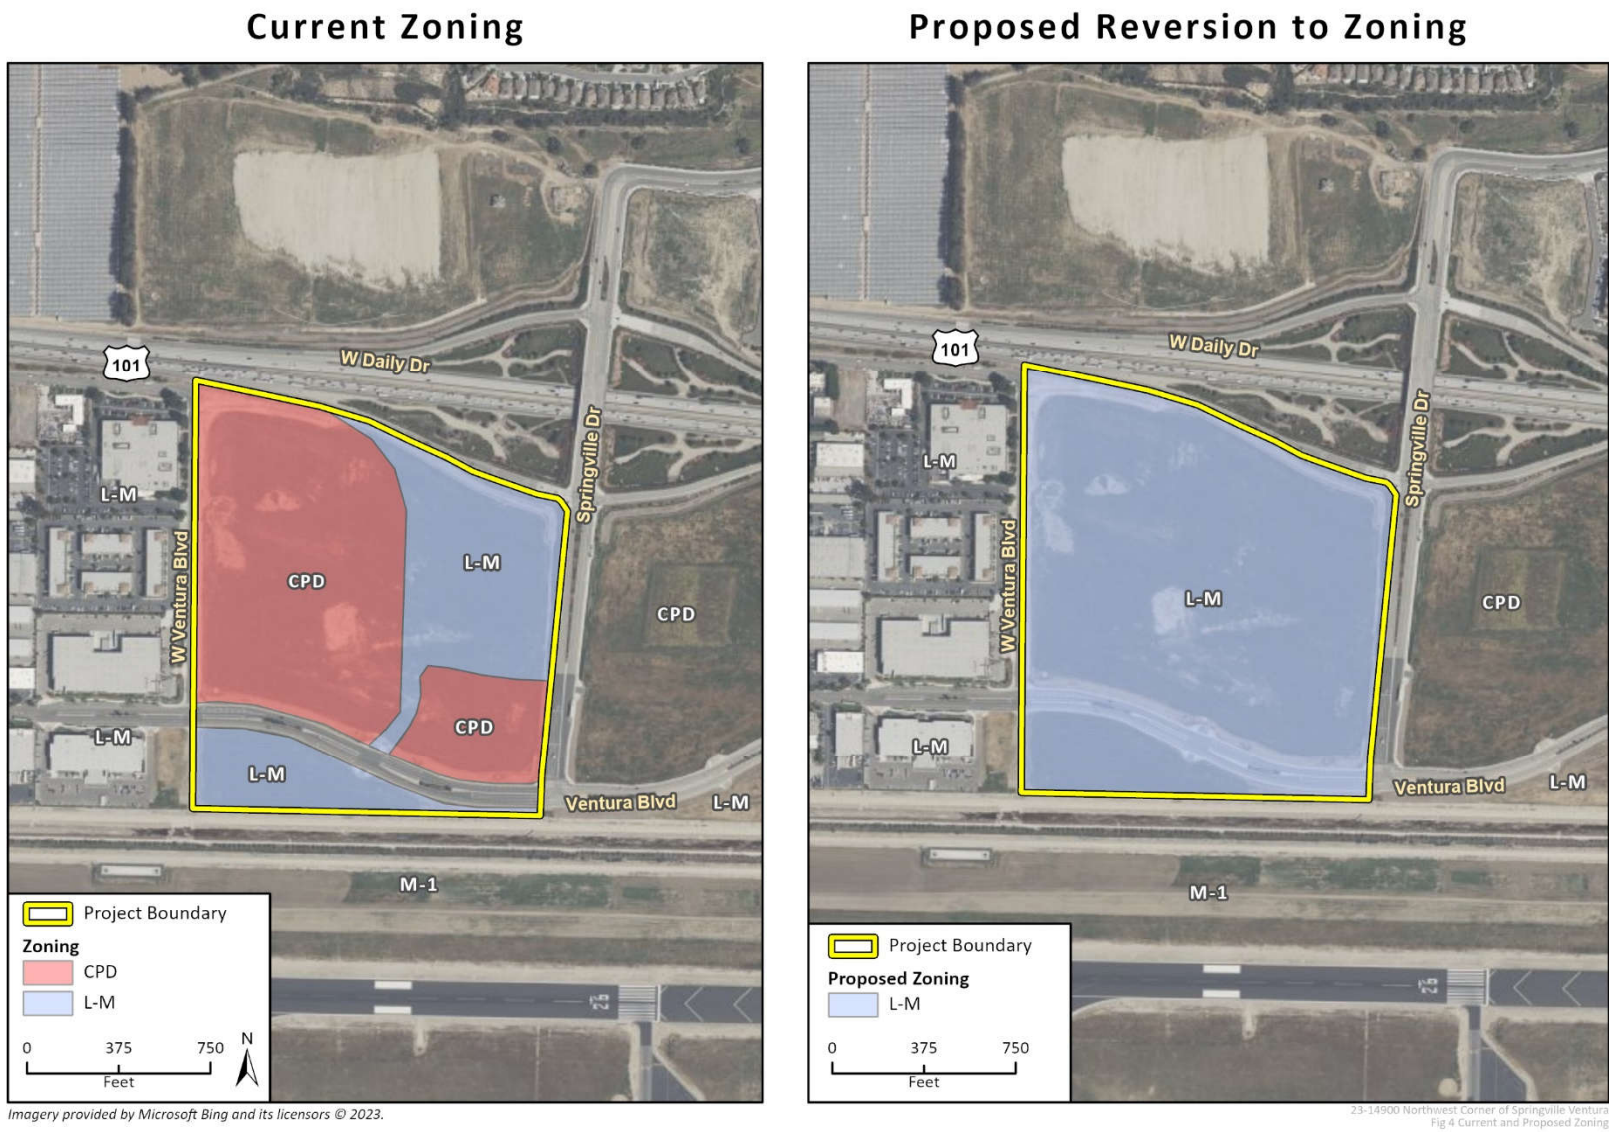 Current Zoning
Proposed Reversion to Zoning
101
W Daily Dr
Springville Dr
L-M
W Ventura Blvd
CPD
L-M
CPD
CPD
L-M
L-M
Ventura Blvd
L-M
M-1
26
Project Boundary
Zoning
CPD
L-M
0
375
750
Feet
N
Imagery provided by Microsoft Bing and its licensors © 2023.
101
W Daily Dr
Springville Dr
L-M
W Ventura Blvd
L-M
CPD
L-M
Ventura Blvd
L-M
M-1
26
Project Boundary
Proposed Zoning
L-M
0
375
750
Feet
23-14900 Northwest Corner of Springville Ventura
Fig 4 Current and Proposed Zoning